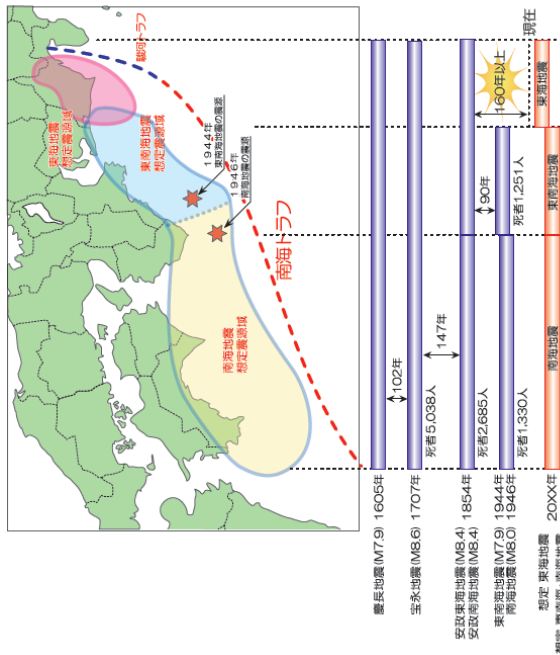 駿河トラフ
東海地震
想定震源域
東南海地震
想定震源域
1944年
東南海地震の震源
1946年
南海地震の震源
南海地震
想定震源域
南海トラフ
慶長地震(M7.9) 1605年
102年
宝永地震(M8.6) 1707年
死者5,038人
147年
安政東海地震(M8.4)
安政南海地震(M8.4)
1854年
死者2,685人
90年
160年以上
東南海地震(M7.9) 1944年
南海地震(M8.0) 1946年
死者1,330人
死者1,251人
現在
想定 東海地震
想定 東南海、南海地震
20XX年
南海地震
東南海地震
東海地震